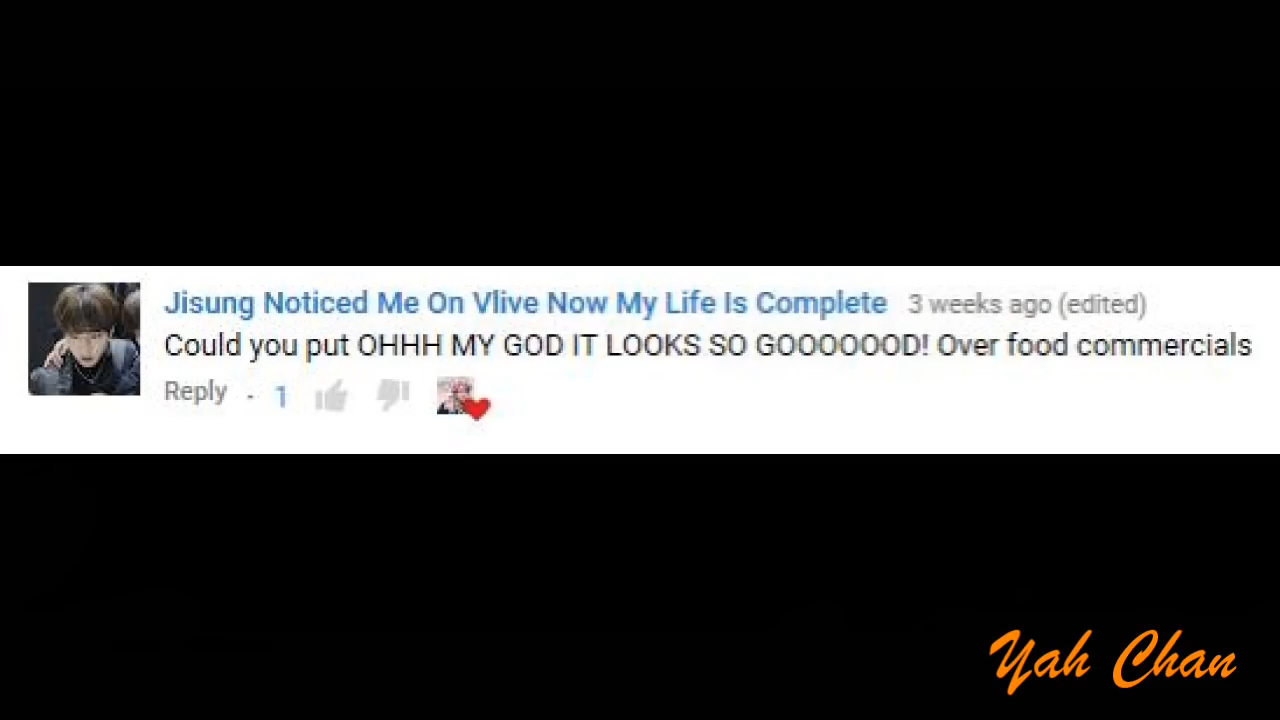 Jisung Noticed Me On Vlive Now My Life Is Complete 3 weeks ago (edited)
Could you put OHHH MY GOD IT LOOKS SO GOOOOOOD! Over food commercials
Reply · 1
Yah Chan